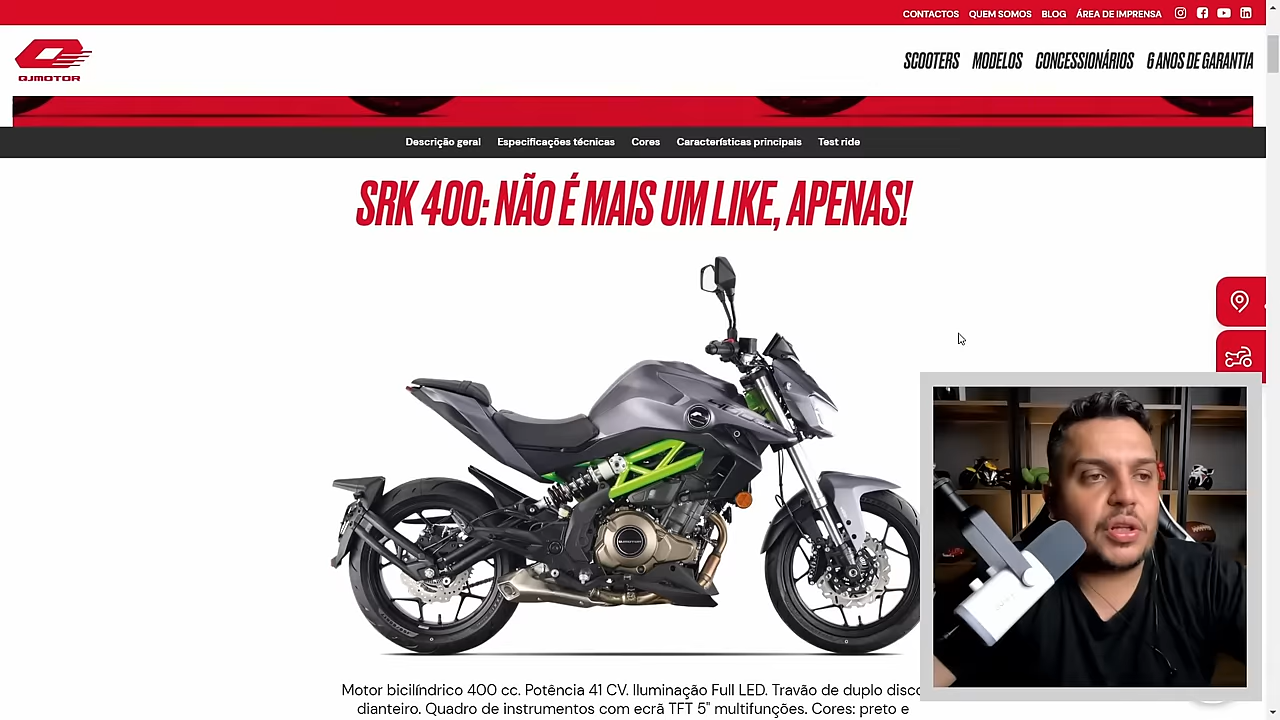 CONTACTOS QUEM SOMOS BLOG ÁREA DE IMPRENSA
QJMOTOR
SCOOTERS MODELOS CONCESSIONÁRIOS 6 ANOS DE GARANTIA
Descrição geral Especificações técnicas Cores Características principais Test ride
SRK 400: NÃO É MAIS UM LIKE, APENAS!
Motor bicilíndrico 400 cc. Potência 41 CV. Iluminação Full LED. Travão de duplo disco
dianteiro. Quadro de instrumentos com ecrã TFT 5" multifunções. Cores: preto e